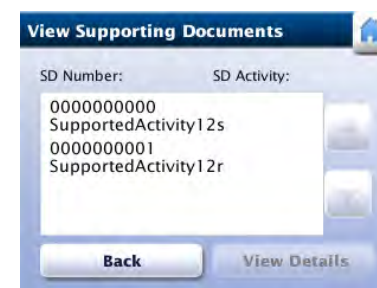 View Supporting Documents
SD Number: SD Activity:
0000000000
SupportedActivity12s
0000000001
SupportedActivity12r
Back View Details